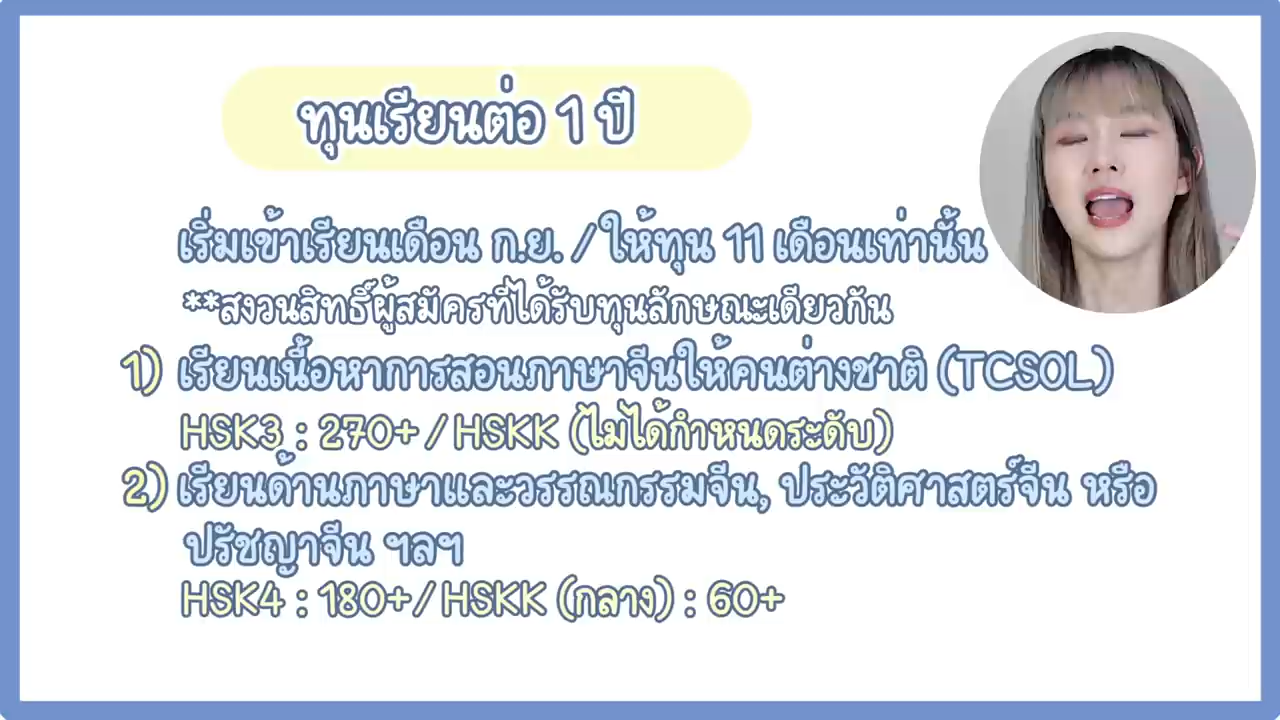 ทุนเรียนต่อ 1 ปี
เริ่มเข้าเรียนเดือน ก.ย. / ให้ทุน 11 เดือนเท่านั้น
**สงวนสิทธิ์ผู้สมัครที่ได้รับทุนลักษณะเดียวกัน
1) เรียนเนื้อหาการสอนภาษาจีนให้คนต่างชาติ (TCSOL)
HSK3 : 270+ / HSKK (ไม่ได้กำหนดระดับ)
2) เรียนด้านภาษาและวรรณกรรมจีน, ประวัติศาสตร์จีน หรือ
ปรัชญาจีน ฯลฯ
HSK4 : 180+ / HSKK (กลาง) : 60+